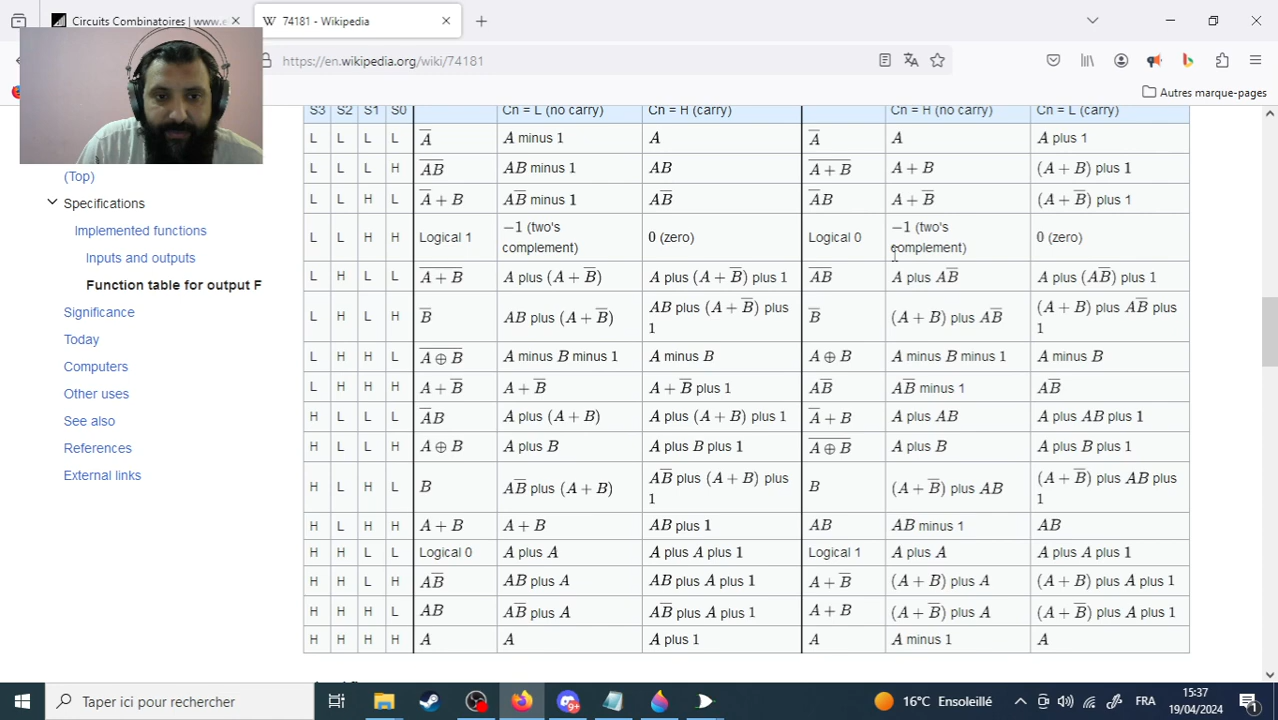 Circuits Combinatoires | www.e
74181 - Wikipedia
https://en.wikipedia.org/wiki/74181
Autres marque-pages
(Top)
Specifications
Implemented functions
Inputs and outputs
Function table for output F
Significance
Today
Computers
Other uses
See also
References
External links
S3 S2 S1 S0 Cn = L (no carry) Cn = H (carry) Cn = H (no carry) Cn = L (carry)
L L L L A̅ A minus 1 A A̅ A A plus 1
L L L H A̅B̅ AB minus 1 AB A̅ ̅+̅ ̅B̅ A + B (A + B) plus 1
L L H L A̅ + B AB̅ minus 1 AB̅ A̅B A + B̅ (A + B̅) plus 1
L L H H Logical 1 −1 (two's complement) 0 (zero) Logical 0 −1 (two's complement) 0 (zero)
L H L L A̅ ̅+̅ ̅B̅ A plus (A + B̅) A plus (A + B̅) plus 1 A̅B̅ A plus AB̅ A plus (AB̅) plus 1
L H L H B̅ AB plus (A + B̅) AB plus (A + B̅) plus 1 B̅ (A + B) plus AB̅ (A + B) plus AB̅ plus 1
L H H L A̅ ̅⊕̅ ̅B̅ A minus B minus 1 A minus B A ⊕ B A minus B minus 1 A minus B
L H H H A + B̅ A + B̅ A + B̅ plus 1 AB̅ AB̅ minus 1 AB̅
H L L L A̅B A plus (A + B) A plus (A + B) plus 1 A̅ + B A plus AB A plus AB plus 1
H L L H A ⊕ B A plus B A plus B plus 1 A̅ ̅⊕̅ ̅B̅ A plus B A plus B plus 1
H L H L B AB̅ plus (A + B) AB̅ plus (A + B) plus 1 B (A + B̅) plus AB (A + B̅) plus AB plus 1
H L H H A + B A + B AB plus 1 AB AB minus 1 AB
H H L L Logical 0 A plus A A plus A plus 1 Logical 1 A plus A A plus A plus 1
H H L H AB̅ AB plus A AB plus A plus 1 A + B̅ (A + B) plus A (A + B) plus A plus 1
H H H L AB AB̅ plus A AB̅ plus A plus 1 A + B (A + B̅) plus A (A + B̅) plus A plus 1
H H H H A A A plus 1 A A minus 1 A
Taper ici pour rechercher
16°C Ensoleillé
FRA
15:37
19/04/2024